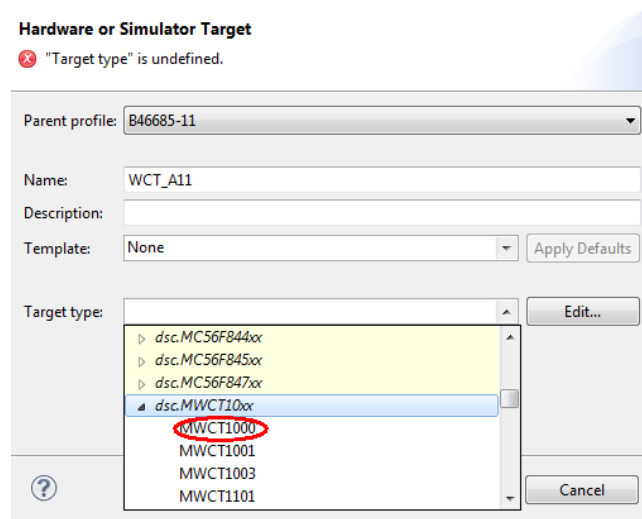 Hardware or Simulator Target
"Target type" is undefined.
Parent profile: B46685-11
Name: WCT_A11
Description:
Template: None Apply Defaults
Target type: Edit...
dsc.MC56F844xx
dsc.MC56F845xx
dsc.MC56F847xx
dsc.MWCT10xx
MWCT1000
MWCT1001
MWCT1003
MWCT1101
? Cancel